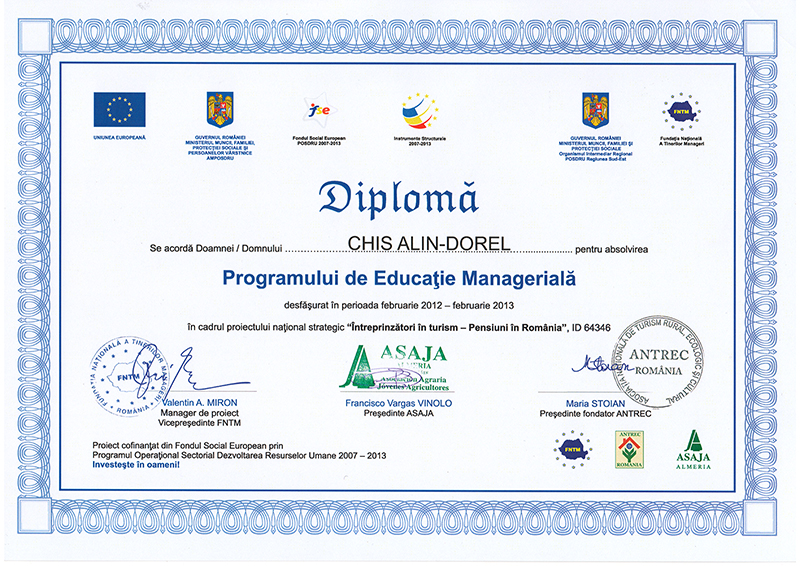 UNIUNEA EUROPEANĂ
GUVERNUL ROMÂNIEI
MINISTERUL MUNCII, FAMILIEI,
PROTECŢIEI SOCIALE ŞI
PERSOANELOR VÂRSTNICE
AMPOSDRU
fse
Fondul Social European
POSDRU 2007-2013
Instrumente Structurale
2007-2013
GUVERNUL ROMÂNIEI
MINISTERUL MUNCII, FAMILIEI ŞI
PROTECŢIEI SOCIALE
Organismul Intermediar Regional
POSDRU Regiunea Sud-Est
FNTM
Fundaţia Naţională
A Tinerilor Manageri
Diplomă
Se acordă Doamnei / Domnului CHIS ALIN-DOREL pentru absolvirea
Programului de Educaţie Managerială
desfăşurat în perioada februarie 2012 – februarie 2013
în cadrul proiectului naţional strategic “Întreprinzători în turism – Pensiuni în România”, ID 64346
FUNDAŢIA NAŢIONALĂ A TINERILOR MANAGERI
FNTM
ROMÂNIA
Valentin A. MIRON
Manager de proiect
Vicepreşedinte FNTM
ASAJA
ALMERIA
Asociación Agraria
Jóvenes Agricultores
Francisco Vargas VINOLO
Preşedinte ASAJA
ASOCIAŢIA NAŢIONALĂ DE TURISM RURAL, ECOLOGIC ŞI CULTURAL
ANTREC
ROMÂNIA
Maria STOIAN
Preşedinte fondator ANTREC
Proiect cofinanţat din Fondul Social European prin
Programul Operaţional Sectorial Dezvoltarea Resurselor Umane 2007 – 2013
Investeşte în oameni!
FNTM
ANTREC
ROMÂNIA
ASAJA
ALMERIA